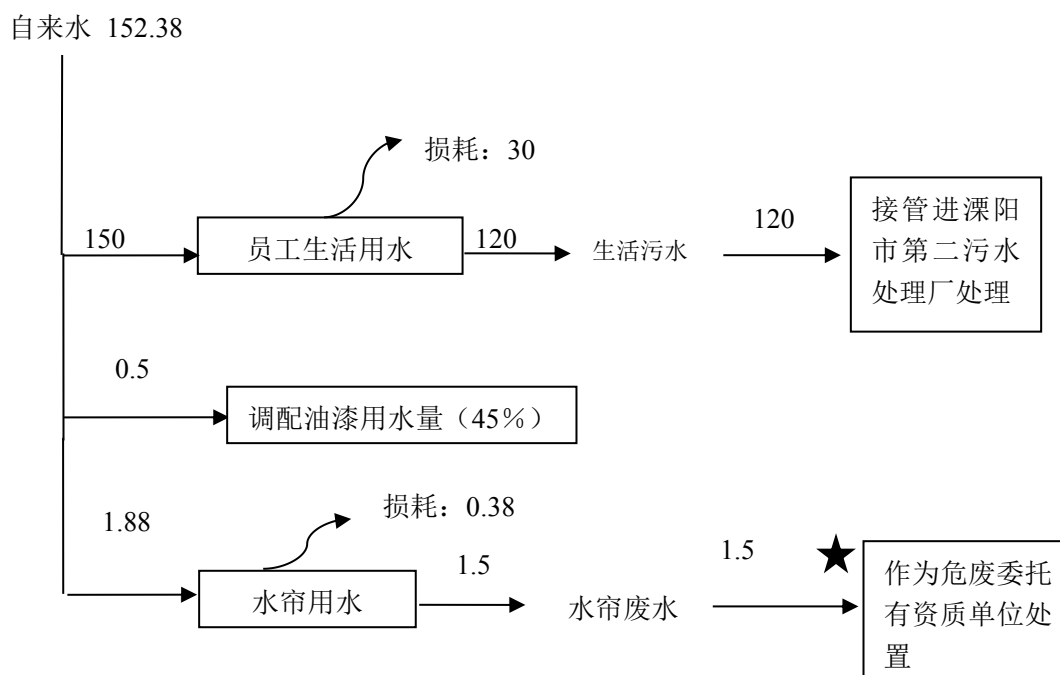 自来水 152.38
损耗：30
150
员工生活用水
120
生活污水
120
接管进溧阳
市第二污水
处理厂处理
0.5
调配油漆用水量（45%）
损耗：0.38
1.88
水帘用水
1.5
水帘废水
1.5
作为危废委托
有资质单位处
置